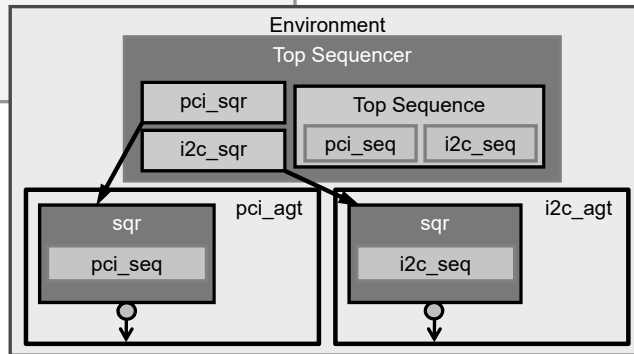 Environment
Top Sequencer
pci_sqr
i2c_sqr
Top Sequence
pci_seq i2c_seq
pci_agt
sqr
pci_seq
i2c_agt
sqr
i2c_seq